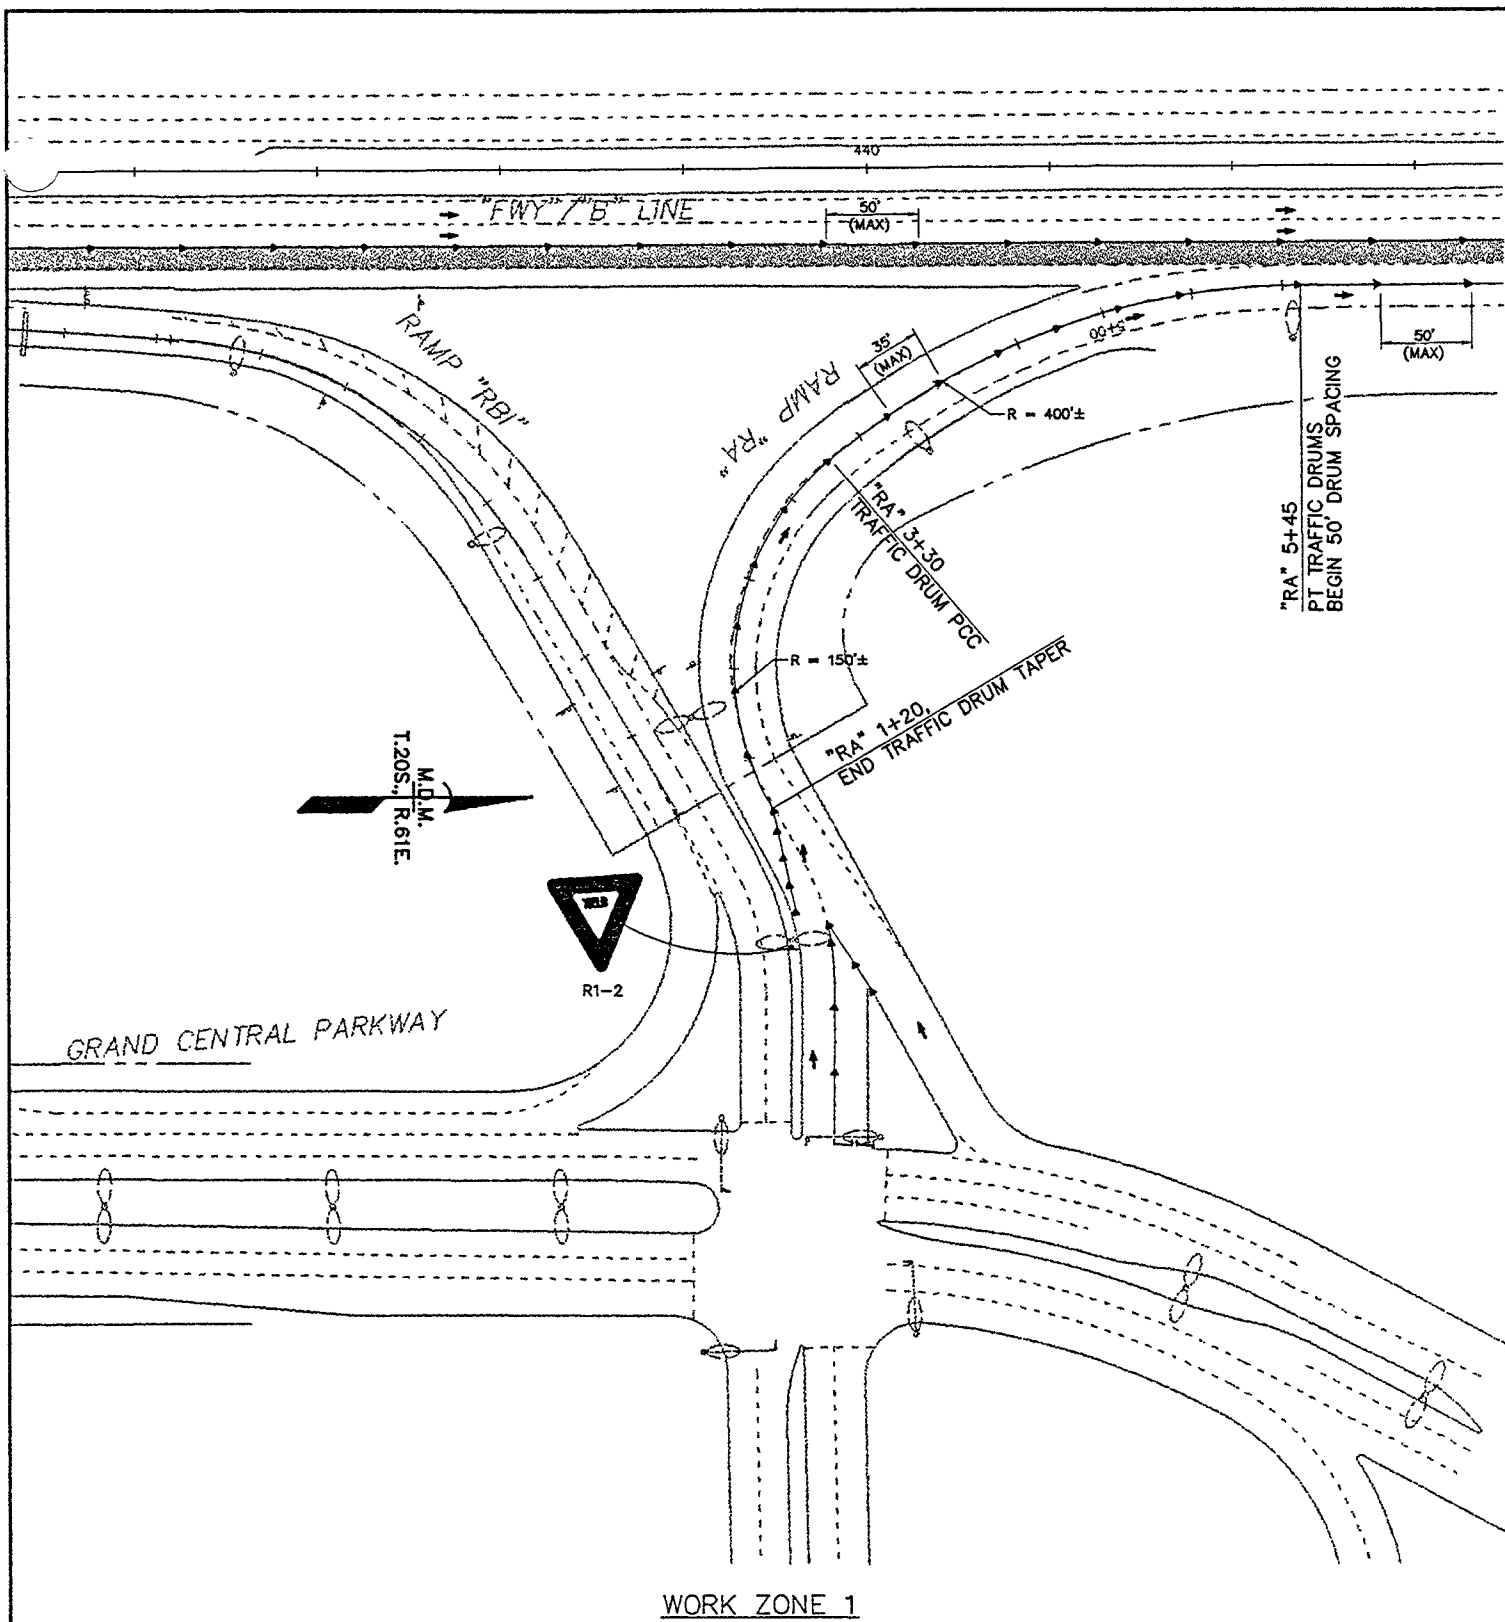 440
"FWY" / "B" LINE
50'
(MAX)
RAMP "RB1"
RAMP "RA"
35'
(MAX)
5+00
R = 400'±
50'
(MAX)
"RA" 5+45
PT TRAFFIC DRUMS
BEGIN 50' DRUM SPACING
"RA" 3+30
TRAFFIC DRUM PCC
R = 150'±
"RA" 1+20,
END TRAFFIC DRUM TAPER
M.D.M.
T.20S., R.61E.
YIELD
R1-2
GRAND CENTRAL PARKWAY
WORK ZONE 1